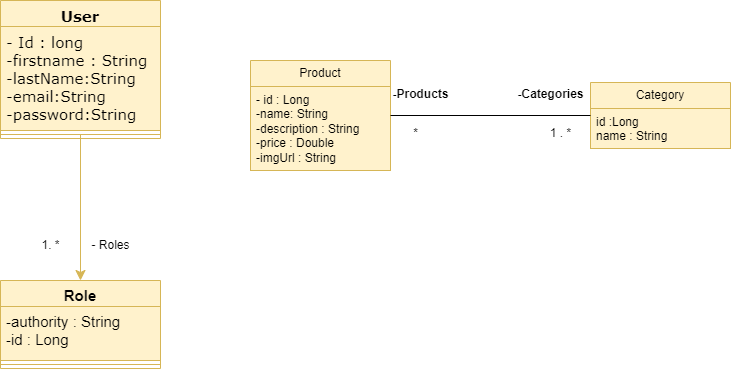 User
- Id : long
-firstname : String
-lastName:String
-email:String
-password:String
1. *
- Roles
Role
-authority : String
-id : Long
Product
- id : Long
-name: String
-description : String
-price : Double
-imgUrl : String
-Products
-Categories
*
1 . *
Category
id :Long
name : String